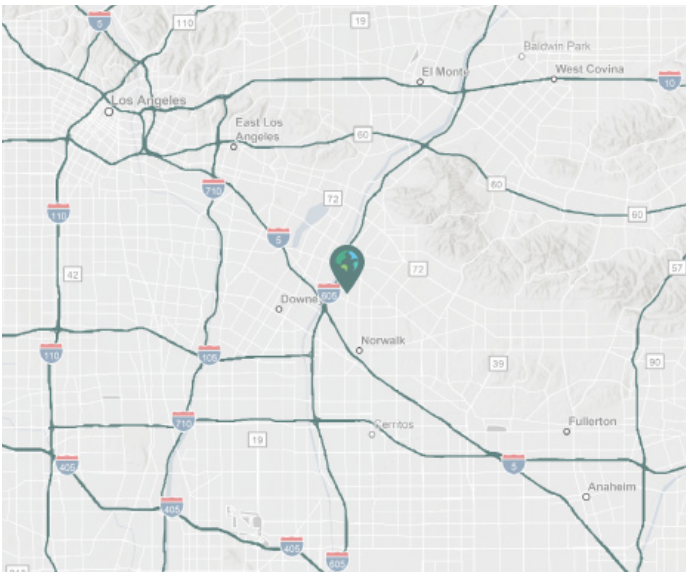 5
110
19
Baldwin Park
El Monte
West Covina
10
Los Angeles
East Los
Angeles
60
710
60
72
110
60
5
42
72
57
605
Downey
Norwalk
110
105
39
90
710
Cerritos
Fullerton
19
405
5
Anaheim
405
405
605